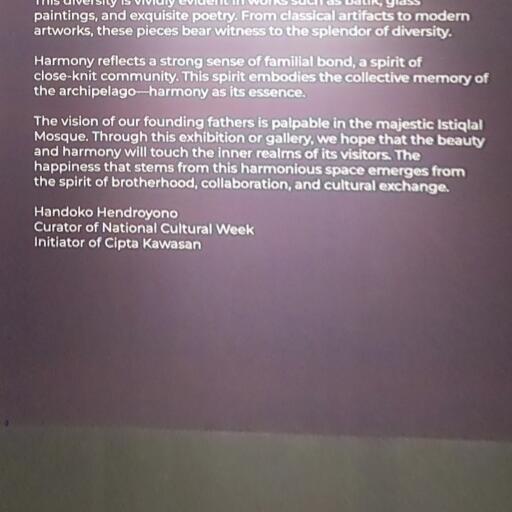 This diversity is vividly evident in works such as batik, glass
paintings, and exquisite poetry. From classical artifacts to modern
artworks, these pieces bear witness to the splendor of diversity.
Harmony reflects a strong sense of familial bond, a spirit of
close-knit community. This spirit embodies the collective memory of
the archipelago—harmony as its essence.
The vision of our founding fathers is palpable in the majestic Istiqlal
Mosque. Through this exhibition or gallery, we hope that the beauty
and harmony will touch the inner realms of its visitors. The
happiness that stems from this harmonious space emerges from
the spirit of brotherhood, collaboration, and cultural exchange.
Handoko Hendroyono
Curator of National Cultural Week
Initiator of Cipta Kawasan